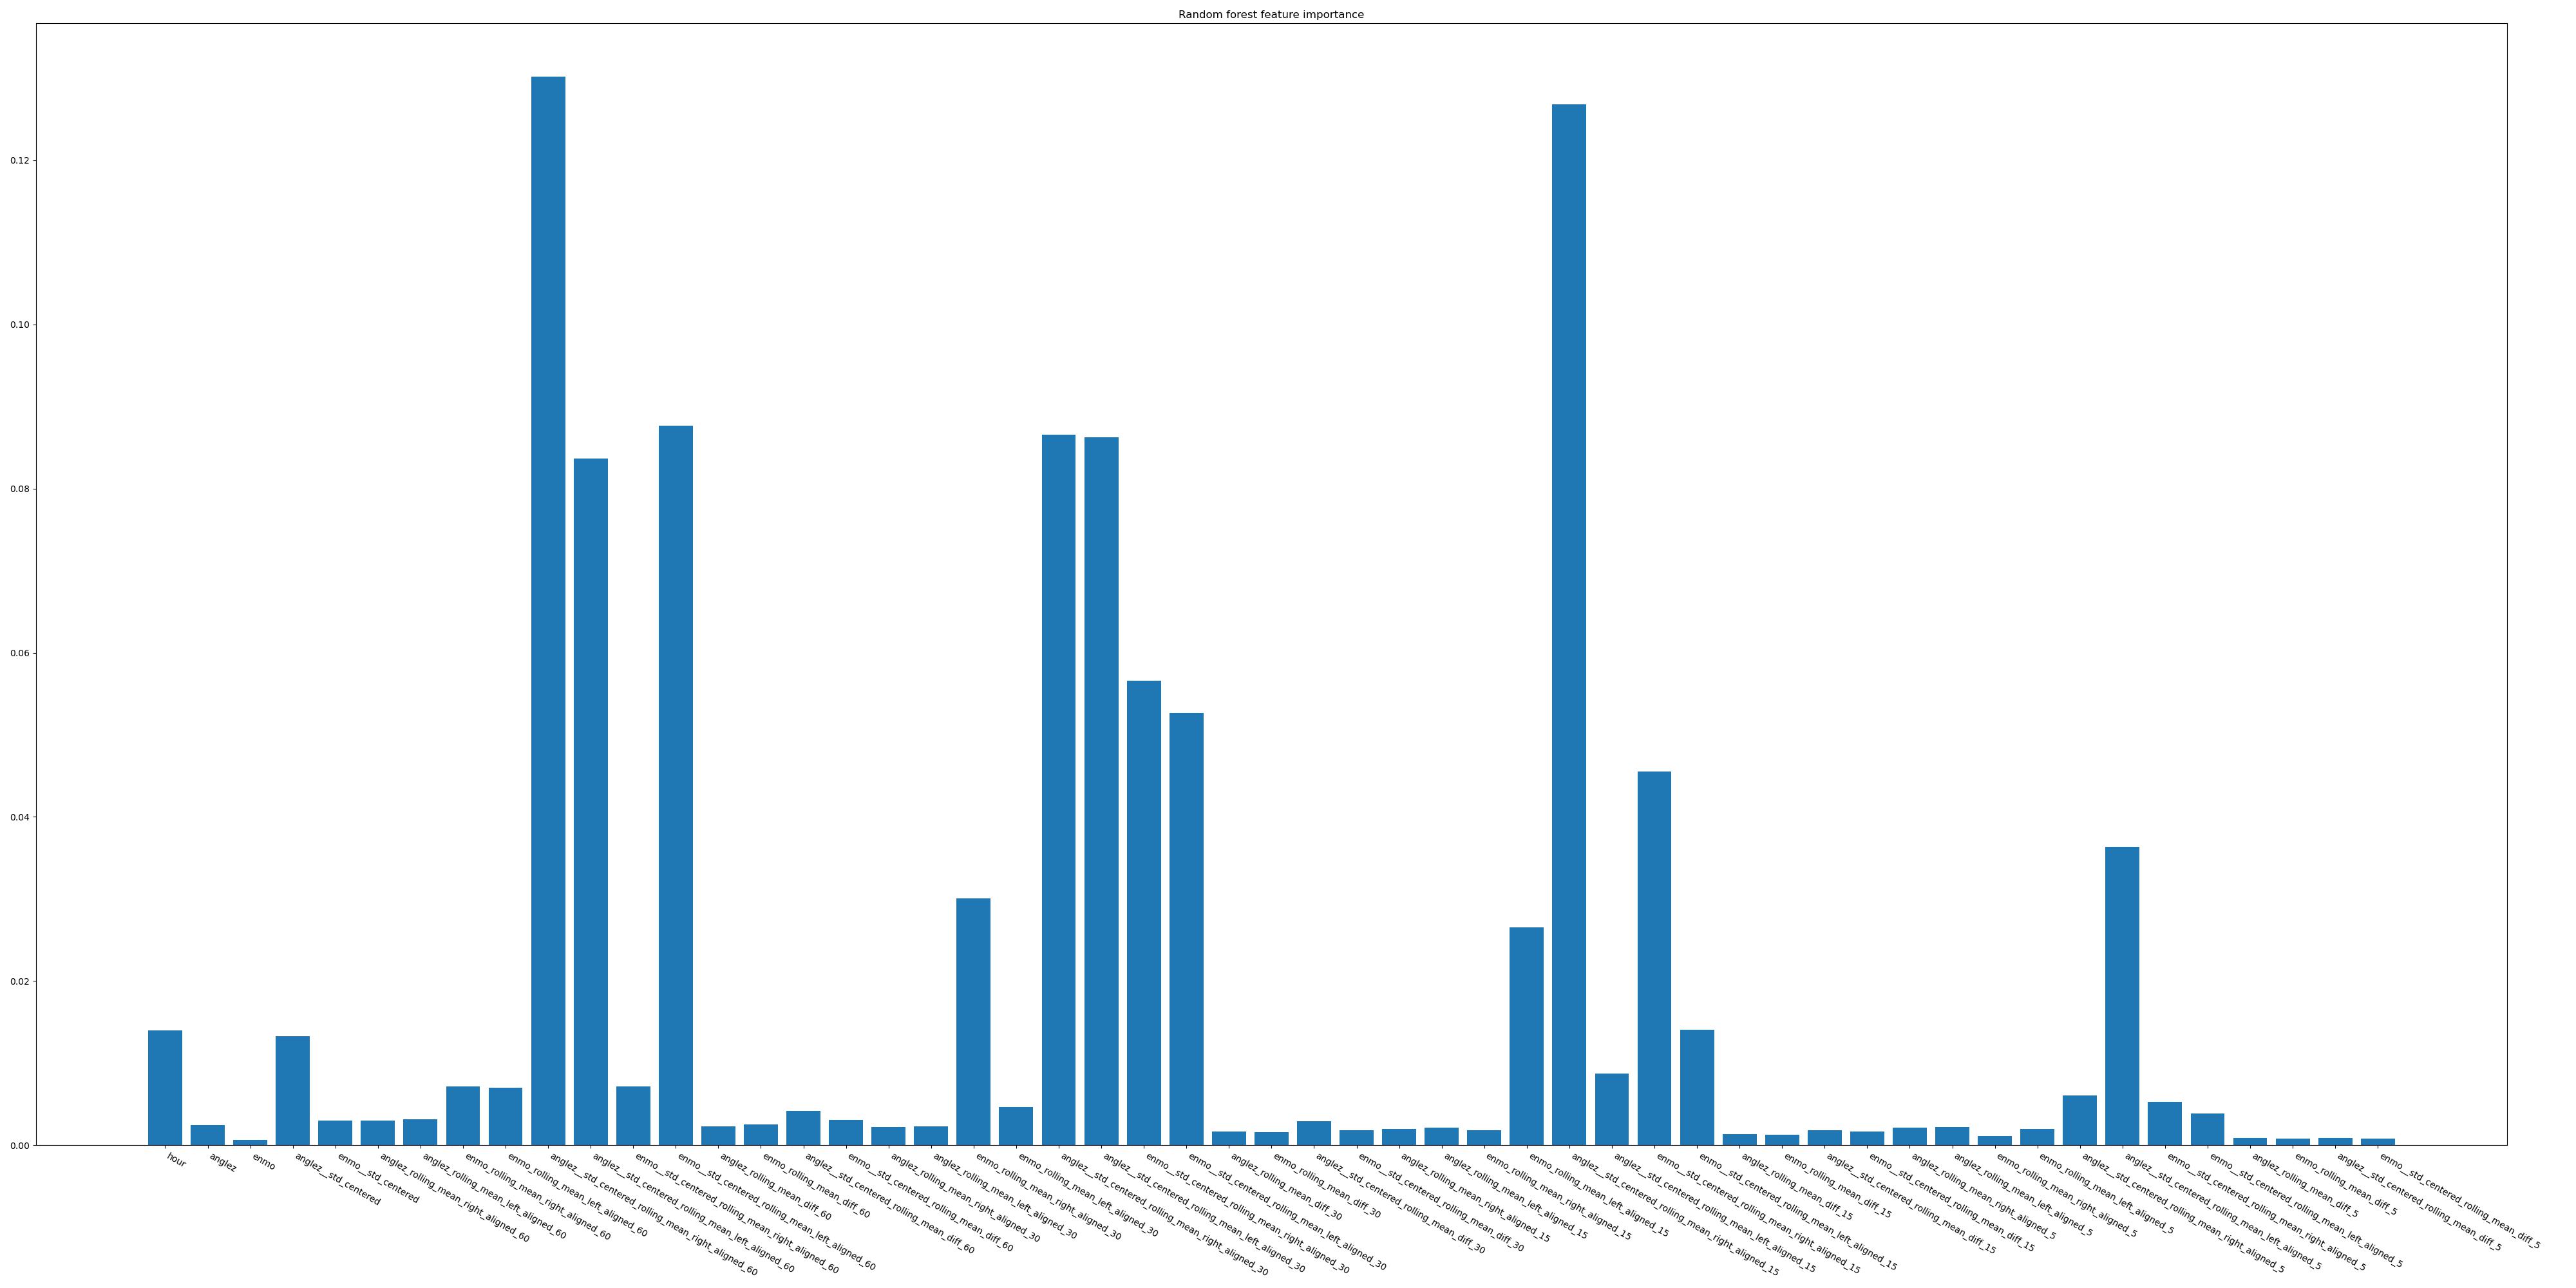 Random forest feature importance
0.12
0.10
0.08
0.06
0.04
0.02
0.00
hour
anglez
enmo
anglez__std_centered
enmo__std_centered
anglez_rolling_mean_right_aligned_60
anglez_rolling_mean_left_aligned_60
enmo_rolling_mean_right_aligned_60
enmo_rolling_mean_left_aligned_60
anglez__std_centered_rolling_mean_right_aligned_60
anglez__std_centered_rolling_mean_left_aligned_60
enmo__std_centered_rolling_mean_right_aligned_60
enmo__std_centered_rolling_mean_left_aligned_60
anglez_rolling_mean_diff_60
enmo_rolling_mean_diff_60
anglez__std_centered_rolling_mean_diff_60
enmo__std_centered_rolling_mean_diff_60
anglez_rolling_mean_right_aligned_30
anglez_rolling_mean_left_aligned_30
enmo_rolling_mean_right_aligned_30
enmo_rolling_mean_left_aligned_30
anglez__std_centered_rolling_mean_right_aligned_30
anglez__std_centered_rolling_mean_left_aligned_30
enmo__std_centered_rolling_mean_right_aligned_30
enmo__std_centered_rolling_mean_left_aligned_30
anglez_rolling_mean_diff_30
enmo_rolling_mean_diff_30
anglez__std_centered_rolling_mean_diff_30
enmo__std_centered_rolling_mean_diff_30
anglez_rolling_mean_right_aligned_15
anglez_rolling_mean_left_aligned_15
enmo_rolling_mean_right_aligned_15
enmo_rolling_mean_left_aligned_15
anglez__std_centered_rolling_mean_right_aligned_15
anglez__std_centered_rolling_mean_left_aligned_15
enmo__std_centered_rolling_mean_right_aligned_15
enmo__std_centered_rolling_mean_left_aligned_15
anglez_rolling_mean_diff_15
enmo_rolling_mean_diff_15
anglez__std_centered_rolling_mean_diff_15
enmo__std_centered_rolling_mean_diff_15
anglez_rolling_mean_right_aligned_5
anglez_rolling_mean_left_aligned_5
enmo_rolling_mean_right_aligned_5
enmo_rolling_mean_left_aligned_5
anglez__std_centered_rolling_mean_right_aligned_5
anglez__std_centered_rolling_mean_left_aligned_5
enmo__std_centered_rolling_mean_right_aligned_5
enmo__std_centered_rolling_mean_left_aligned_5
anglez_rolling_mean_diff_5
enmo_rolling_mean_diff_5
anglez__std_centered_rolling_mean_diff_5
enmo__std_centered_rolling_mean_diff_5